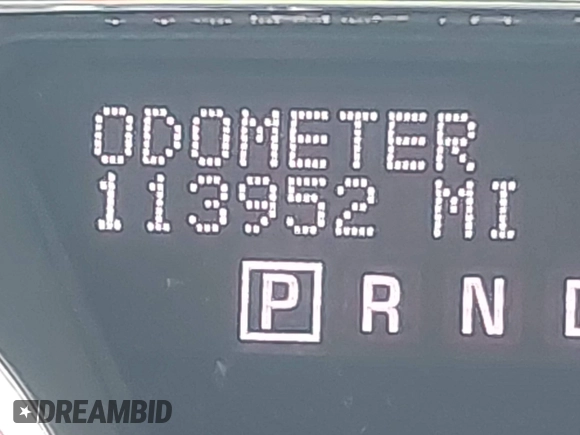 ODOMETER
113952 MI
P R N
DREAMBID